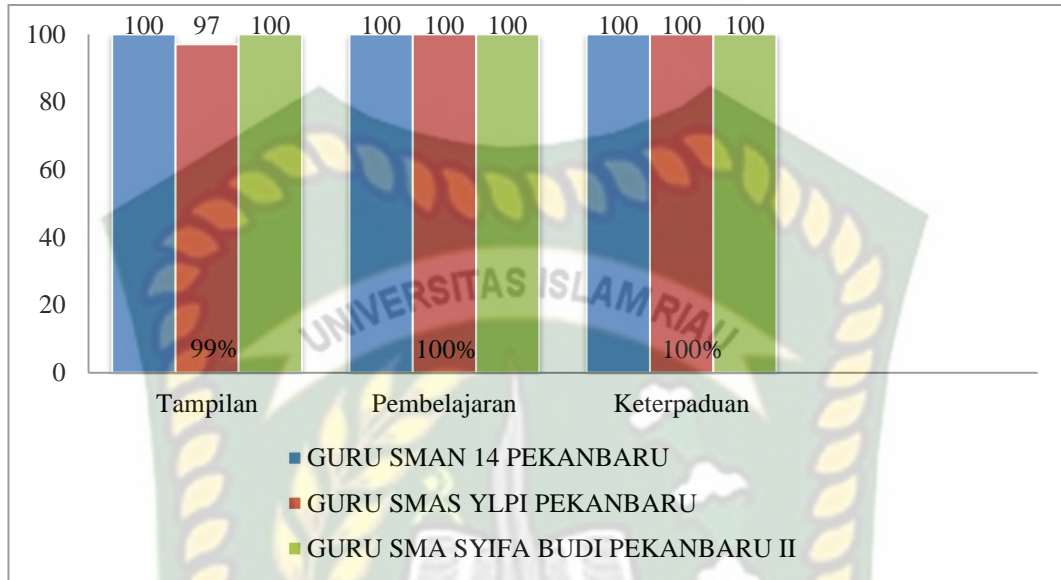 100 97 100 100 100 100 100 100 100
100
80
60
40
20
0
UNIVERSITAS ISLAM RIAU
99% 100% 100%
Tampilan Pembelajaran Keterpaduan
GURU SMAN 14 PEKANBARU
GURU SMAS YLPI PEKANBARU
GURU SMA SYIFA BUDI PEKANBARU II